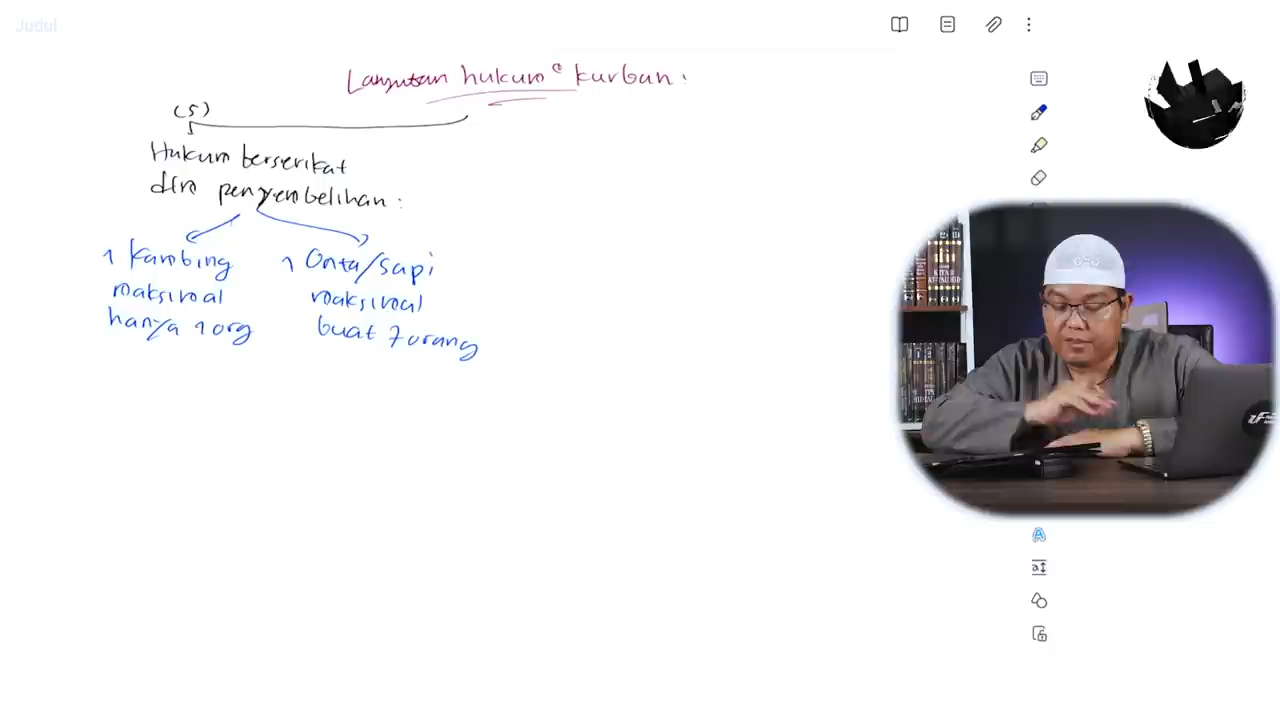 Judul
Lanjutan hukum² kurban.
(5)
Hukum berserikat
dlm penyembelihan:
1 Kambing
maksimal
hanya 1 org
1 Onta/sapi
maksimal
buat 7 orang